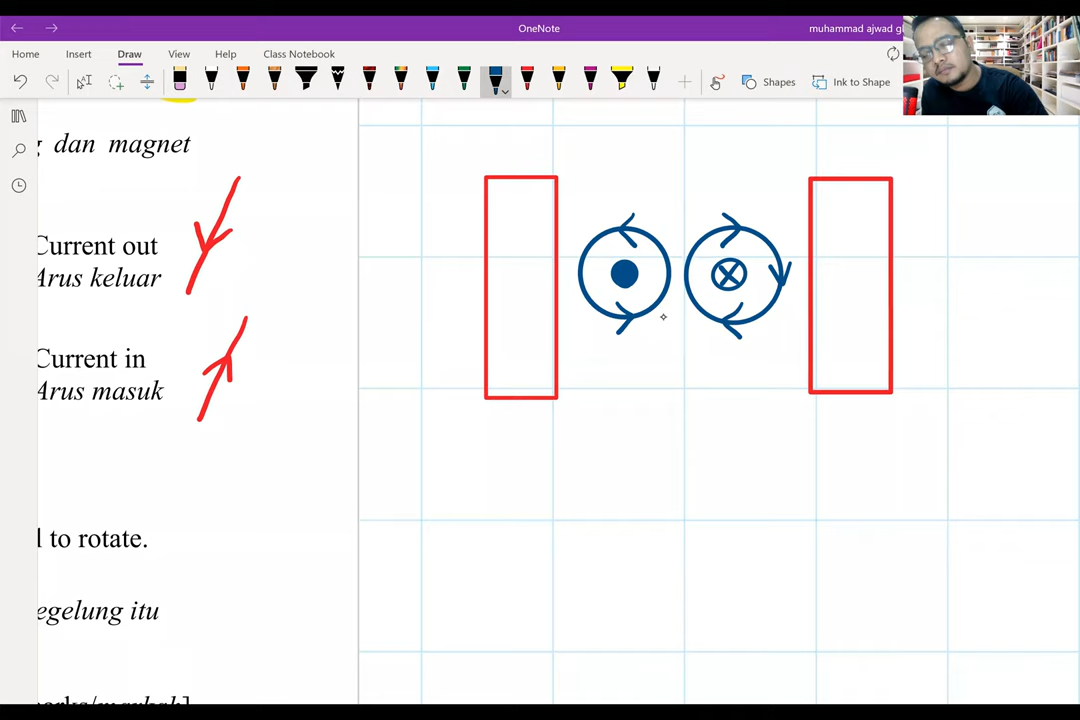 OneNote
muhammad ajwad
Home Insert Draw View Help Class Notebook
Shapes Ink to Shape
dan magnet
Current out
Arus keluar
Current in
Arus masuk
to rotate.
egelung itu